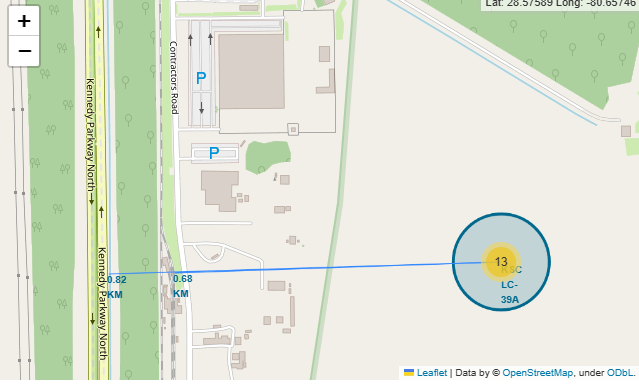 Lat: 28.57589 Long: -80.65746
+
−
Contractors Road
P
Kennedy Parkway North
P
Kennedy Parkway North
0.82
KM
0.68
KM
13
KSC
LC-
39A
Leaflet | Data by © OpenStreetMap, under ODbL.